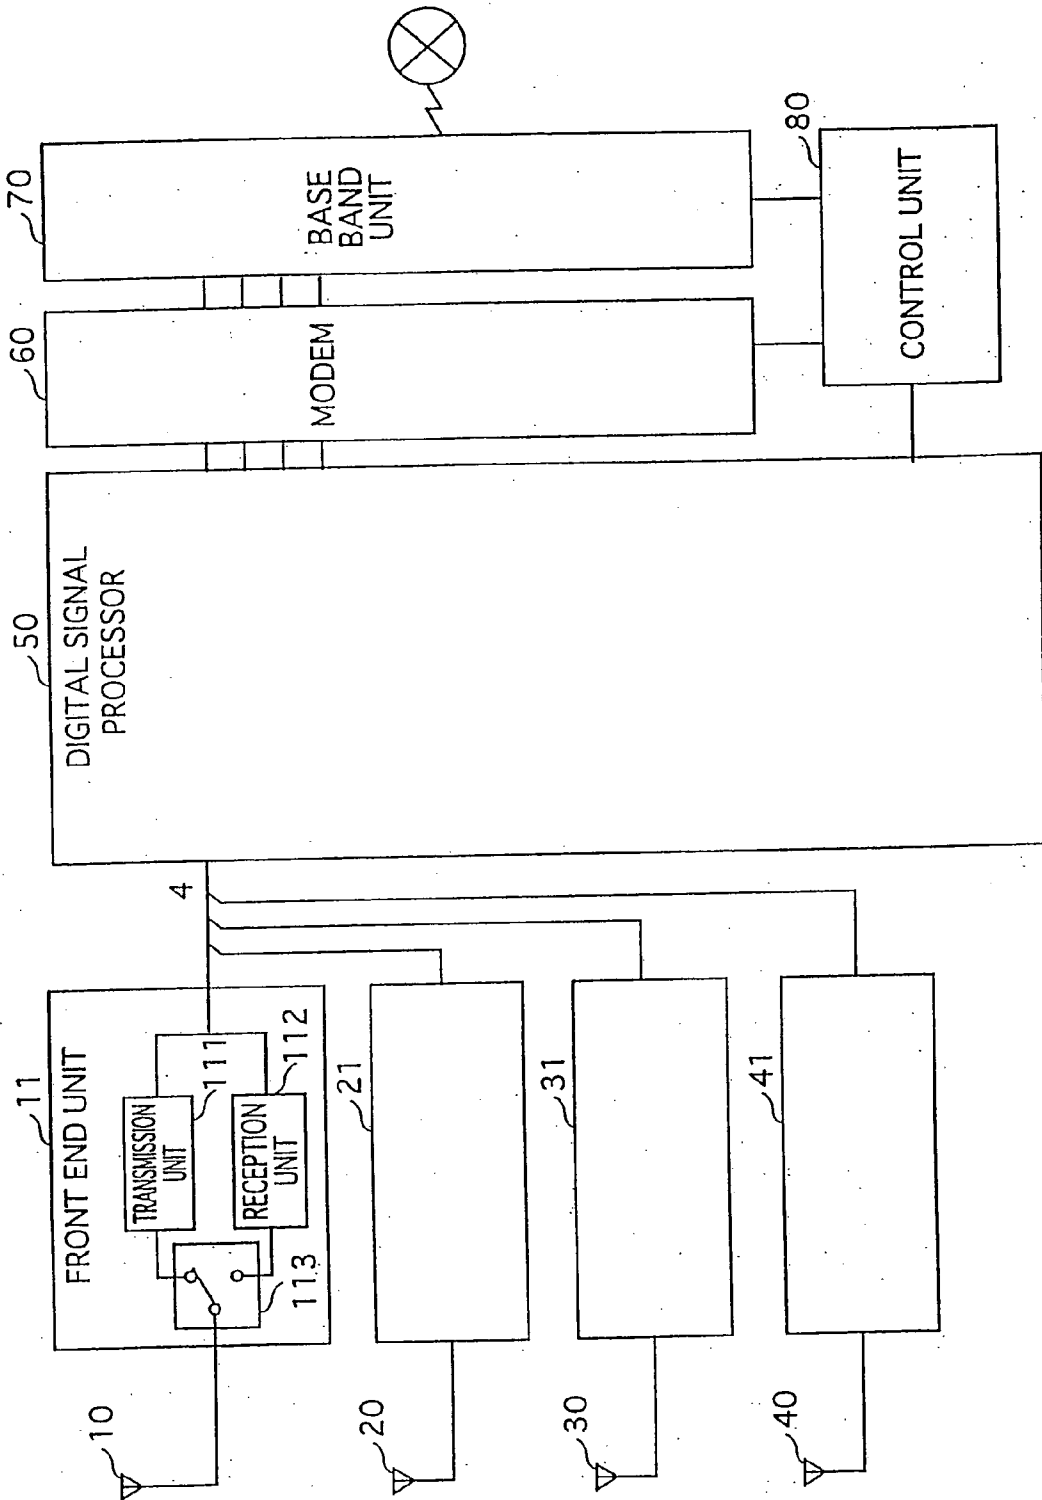 10
11
FRONT END UNIT
TRANSMISSION
UNIT
111
RECEPTION
UNIT
112
113
4
50
DIGITAL SIGNAL
PROCESSOR
60
MODEM
70
BASE
BAND
UNIT
20
21
30
31
40
41
80
CONTROL UNIT